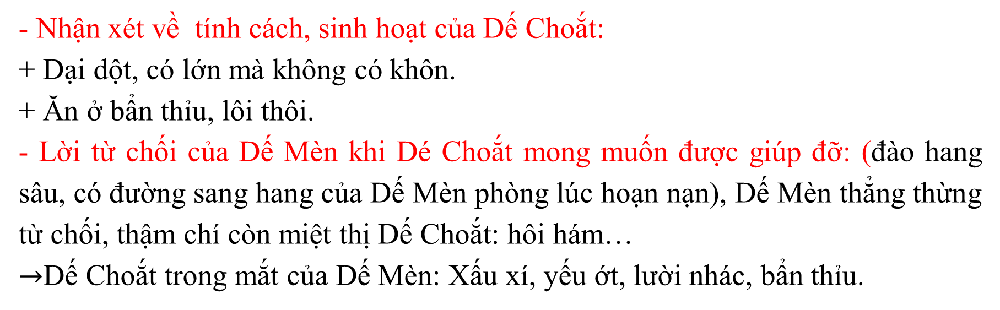 - Nhận xét về  tính cách, sinh hoạt của Dế Choắt:
+ Dại dột, có lớn mà không có khôn.
+ Ăn ở bẩn thỉu, lôi thôi.
- Lời từ chối của Dế Mèn khi Dé Choắt mong muốn được giúp đỡ: (đào hang
sâu, có đường sang hang của Dế Mèn phòng lúc hoạn nạn), Dế Mèn thẳng thừng
từ chối, thậm chí còn miệt thị Dế Choắt: hôi hám…
→Dế Choắt trong mắt của Dế Mèn: Xấu xí, yếu ớt, lười nhác, bẩn thỉu.